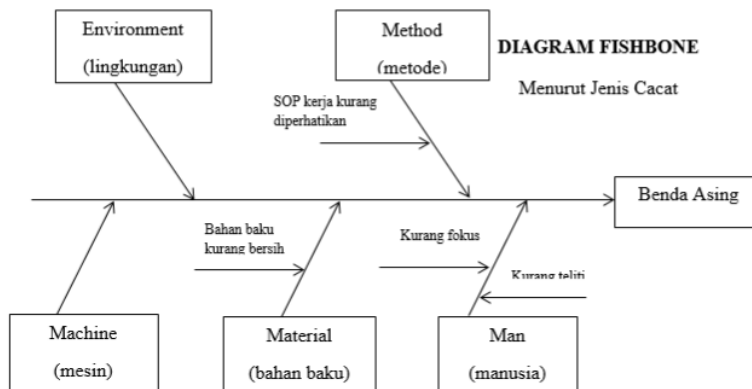 Environment
(lingkungan)
Method
(metode)
DIAGRAM FISHBONE
Menurut Jenis Cacat
SOP kerja kurang
diperhatikan
Benda Asing
Bahan baku
kurang bersih
Kurang fokus
Kurang teliti
Machine
(mesin)
Material
(bahan baku)
Man
(manusia)